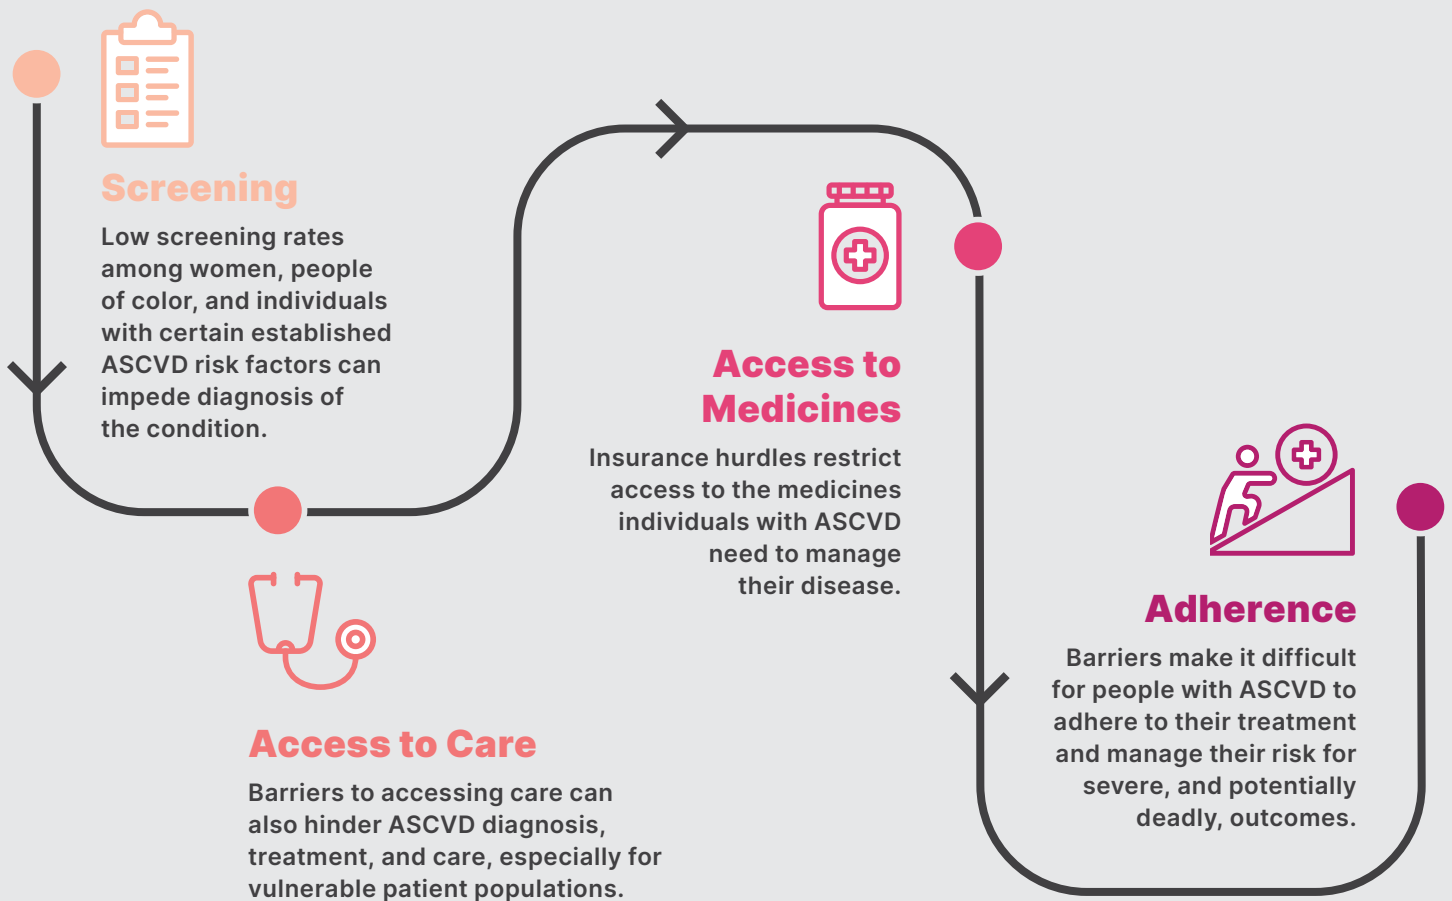 Screening
Low screening rates
among women, people
of color, and individuals
with certain established
ASCVD risk factors can
impede diagnosis of
the condition.
Access to Care
Barriers to accessing care can
also hinder ASCVD diagnosis,
treatment, and care, especially for
vulnerable patient populations.
Access to
Medicines
Insurance hurdles restrict
access to the medicines
individuals with ASCVD
need to manage
their disease.
Adherence
Barriers make it difficult
for people with ASCVD to
adhere to their treatment
and manage their risk for
severe, and potentially
deadly, outcomes.